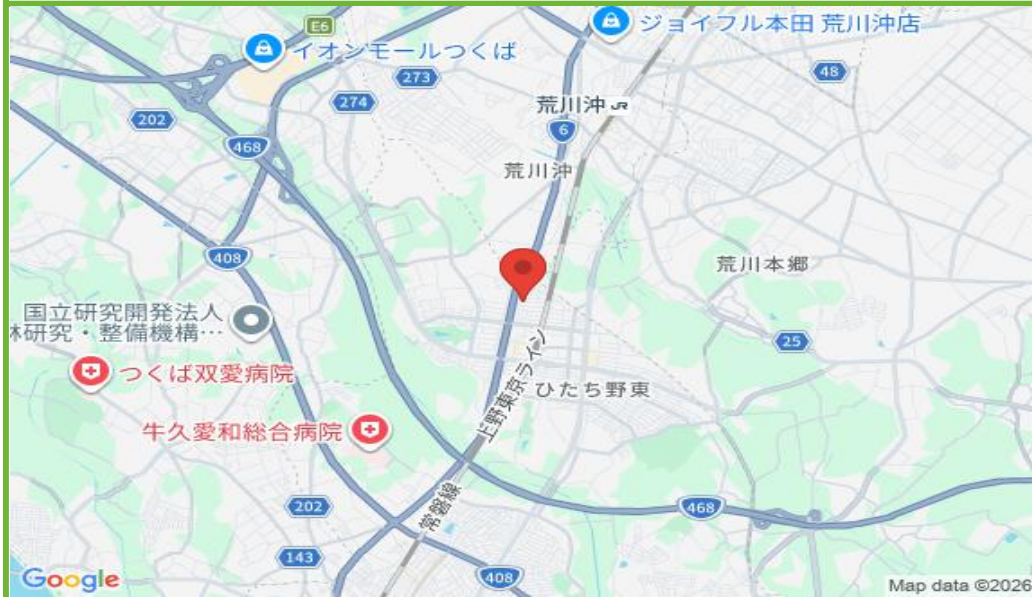 E6
ジョイフル本田 荒川沖店
イオンモールつくば
273
48
274
荒川沖 JR
202
6
468
荒川沖
408
荒川本郷
国立研究開発法人
林研究・整備機構…
25
つくば双愛病院
上野東京ライン
ひたち野東
牛久愛和総合病院
常磐線
202
468
143
408
Google
Map data ©2026